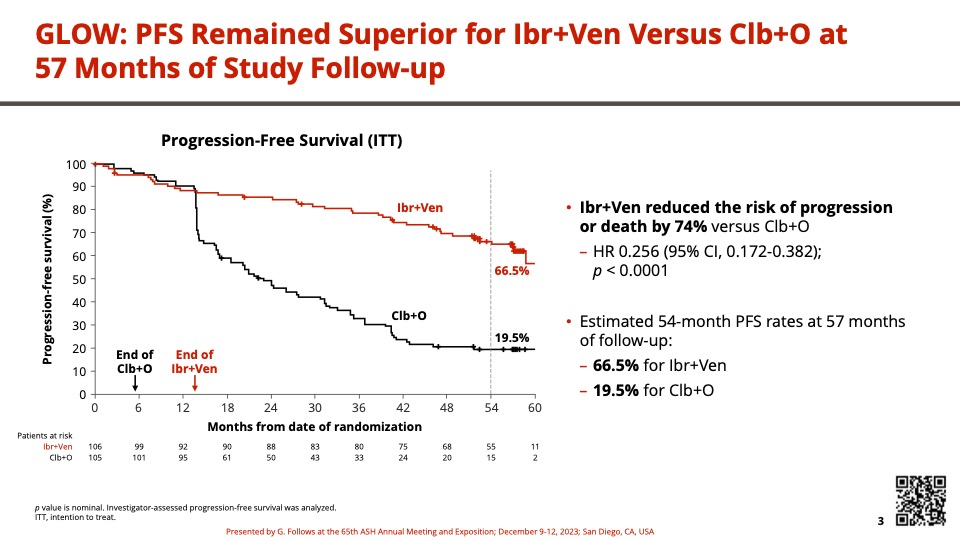 GLOW: PFS Remained Superior for Ibr+Ven Versus Clb+O at
57 Months of Study Follow-up
Progression-Free Survival (ITT)
Progression-free survival (%)
100
90
80
70
60
50
40
30
20
10
0
Ibr+Ven
66.5%
Clb+O
19.5%
End of
Clb+O
End of
Ibr+Ven
0 6 12 18 24 30 36 42 48 54 60
Months from date of randomization
Patients at risk
Ibr+Ven 106 99 92 90 88 83 80 75 68 55 11
Clb+O 105 101 95 61 50 43 33 24 20 15 2
• Ibr+Ven reduced the risk of progression
or death by 74% versus Clb+O
– HR 0.256 (95% CI, 0.172-0.382);
p < 0.0001
• Estimated 54-month PFS rates at 57 months
of follow-up:
– 66.5% for Ibr+Ven
– 19.5% for Clb+O
p value is nominal. Investigator-assessed progression-free survival was analyzed.
ITT, intention to treat.
Presented by G. Follows at the 65th ASH Annual Meeting and Exposition; December 9-12, 2023; San Diego, CA, USA
3